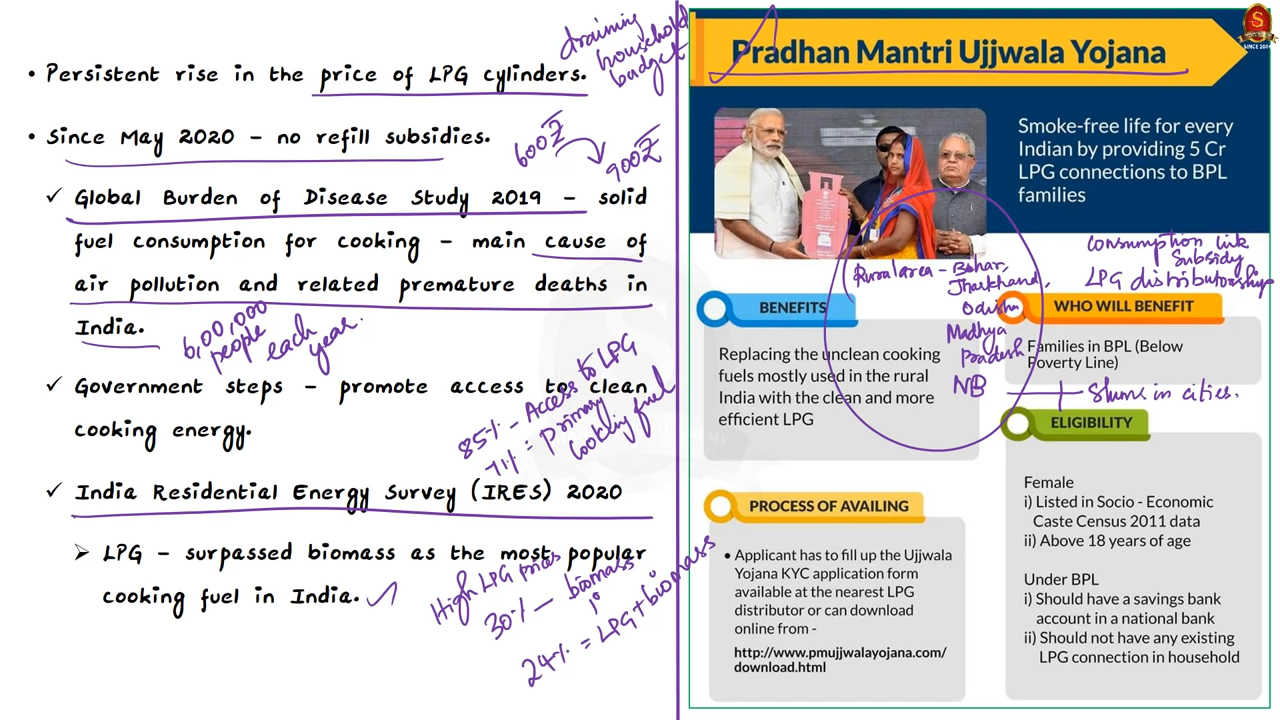 • Persistent rise in the price of LPG cylinders.
draining
household
budget
• Since May 2020 - no refill subsidies.
600
900
✓ Global Burden of Disease Study 2019 - solid
fuel consumption for cooking - main cause of
air pollution and related premature deaths in
India.
6,00,000
people each
year.
✓ Government steps - promote access to clean
cooking energy.
85% - Access to LPG
71% = Primary
cooking fuel
✓ India Residential Energy Survey (IRES) 2020
➤ LPG - surpassed biomass as the most popular
cooking fuel in India.
High LPG prices
30% - biomass
24% = LPG + biomass
S
SINCE 2014
Pradhan Mantri Ujjwala Yojana
Smoke-free life for every
Indian by providing 5 Cr
LPG connections to BPL
families
Consumption link
Subsidy
LPG distributorship
Rural area - Bihar,
Jharkhand,
Odisha
Madhya
Pradesh
Slums in cities.
BENEFITS
Replacing the unclean cooking
fuels mostly used in the rural
India with the clean and more
efficient LPG
WHO WILL BENEFIT
Families in BPL (Below
Poverty Line)
PROCESS OF AVAILING
• Applicant has to fill up the Ujjwala
Yojana KYC application form
available at the nearest LPG
distributor or can download
online from -
http://www.pmujjwalayojana.com/
download.html
ELIGIBILITY
Female
i) Listed in Socio - Economic
Caste Census 2011 data
ii) Above 18 years of age
Under BPL
i) Should have a savings bank
account in a national bank
ii) Should not have any existing
LPG connection in household